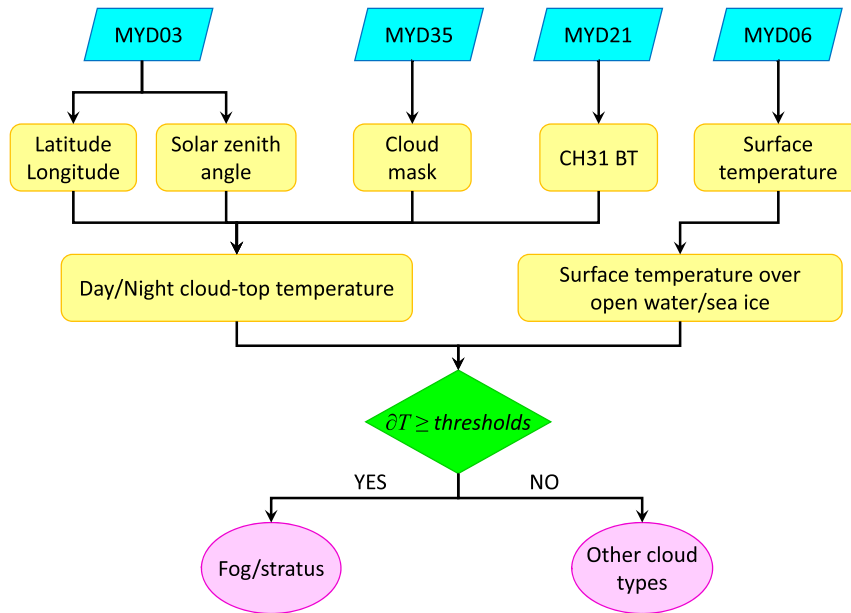 MYD03
MYD35
MYD21
MYD06
Latitude
Longitude
Solar zenith
angle
Cloud
mask
CH31 BT
Surface
temperature
Day/Night cloud-top temperature
Surface temperature over
open water/sea ice
∂T ≥ thresholds
YES
NO
Fog/stratus
Other cloud
types